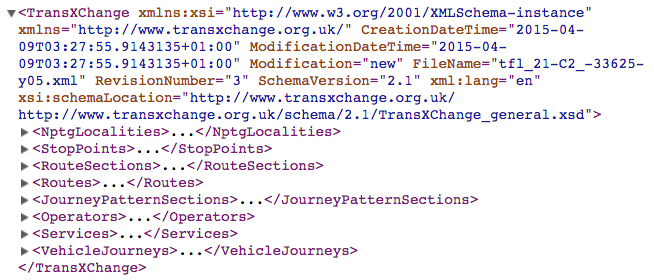 <TransXChange xmlns:xsi="http://www.w3.org/2001/XMLSchema-instance"
xmlns="http://www.transxchange.org.uk/" CreationDateTime="2015-04-
09T03:27:55.9143135+01:00" ModificationDateTime="2015-04-
09T03:27:55.9143135+01:00" Modification="new" FileName="tfl_21-C2_-33625-
y05.xml" RevisionNumber="3" SchemaVersion="2.1" xml:lang="en"
xsi:schemaLocation="http://www.transxchange.org.uk/
http://www.transxchange.org.uk/schema/2.1/TransXChange_general.xsd">
<NptgLocalities>...</NptgLocalities>
<StopPoints>...</StopPoints>
<RouteSections>...</RouteSections>
<Routes>...</Routes>
<JourneyPatternSections>...</JourneyPatternSections>
<Operators>...</Operators>
<Services>...</Services>
<VehicleJourneys>...</VehicleJourneys>
</TransXChange>